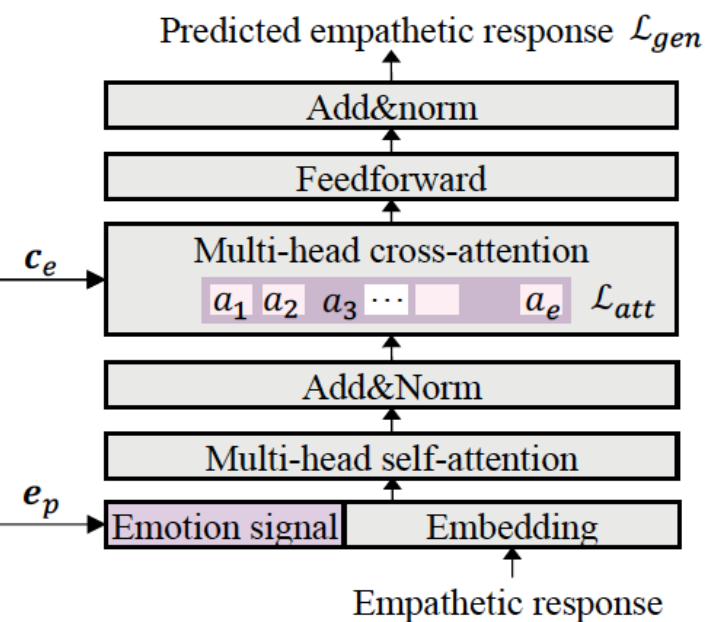 Predicted empathetic response ℒ_gen
Add&norm
Feedforward
c_e
Multi-head cross-attention
a_1 a_2 a_3 ⋯ a_e ℒ_att
Add&Norm
Multi-head self-attention
e_p
Emotion signal Embedding
Empathetic response